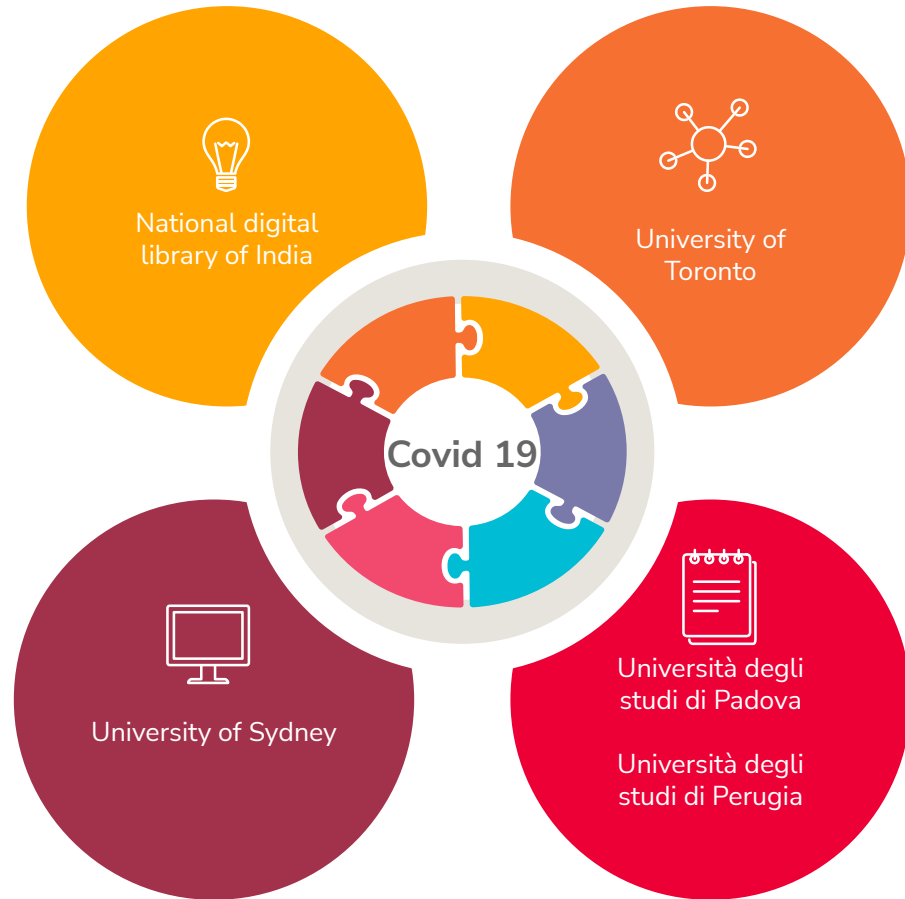 National digital
library of India
University of
Toronto
Covid 19
University of Sydney
Università degli
studi di Padova
Università degli
studi di Perugia